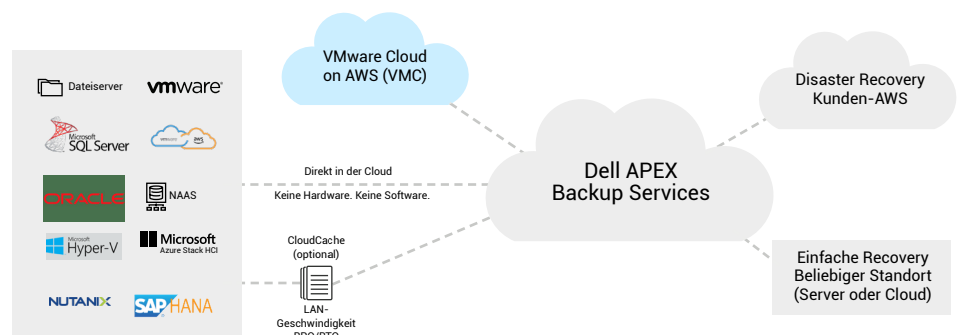 Dateiserver
vmware®
Microsoft
SQL Server
vmware
aws
ORACLE
NAAS
Microsoft
Hyper-V
Microsoft
Azure Stack HCI
NUTANIX
SAP HANA
VMware Cloud
on AWS (VMC)
Direkt in der Cloud
Keine Hardware. Keine Software.
CloudCache
(optional)
LAN-
Geschwindigkeit
RPO/RTO
Dell APEX
Backup Services
Disaster Recovery
Kunden-AWS
Einfache Recovery
Beliebiger Standort
(Server oder Cloud)